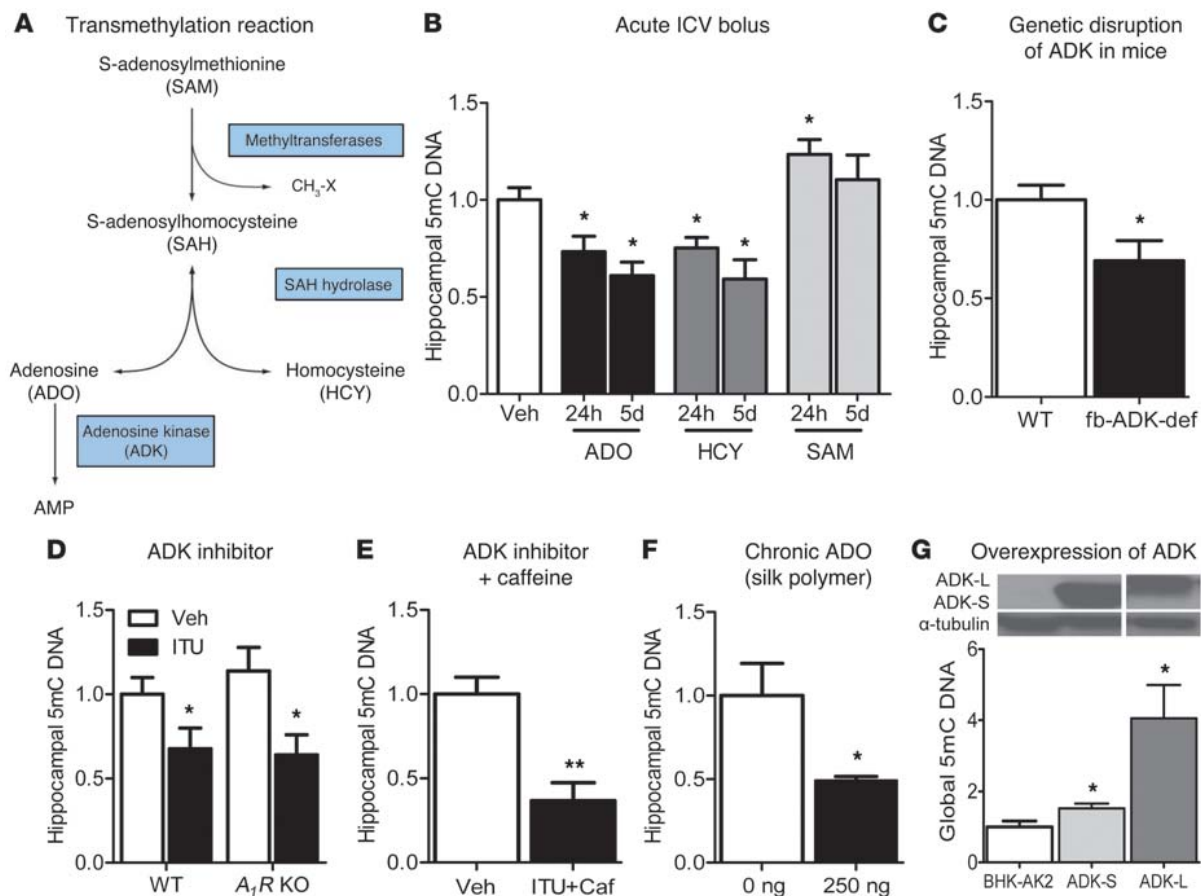 A Transmethylation reaction
S-adenosylmethionine
(SAM)
Methyltransferases
CH₃-X
S-adenosylhomocysteine
(SAH)
SAH hydrolase
Adenosine
(ADO)
Homocysteine
(HCY)
Adenosine kinase
(ADK)
AMP
B Acute ICV bolus
Hippocampal 5mC DNA
1.5
1.0
0.5
0.0
* * * * *
Veh 24h 5d 24h 5d 24h 5d
ADO HCY SAM
C Genetic disruption
of ADK in mice
Hippocampal 5mC DNA
1.5
1.0
0.5
0.0
*
WT fb-ADK-def
D ADK inhibitor
Hippocampal 5mC DNA
1.5
1.0
0.5
0.0
Veh
ITU
* *
WT A₁R KO
E ADK inhibitor
+ caffeine
Hippocampal 5mC DNA
1.5
1.0
0.5
0.0
**
Veh ITU+Caf
F Chronic ADO
(silk polymer)
Hippocampal 5mC DNA
1.5
1.0
0.5
0.0
*
0 ng 250 ng
G Overexpression of ADK
ADK-L
ADK-S
α-tubulin
Global 5mC DNA
6
4
2
0
* *
BHK-AK2 ADK-S ADK-L